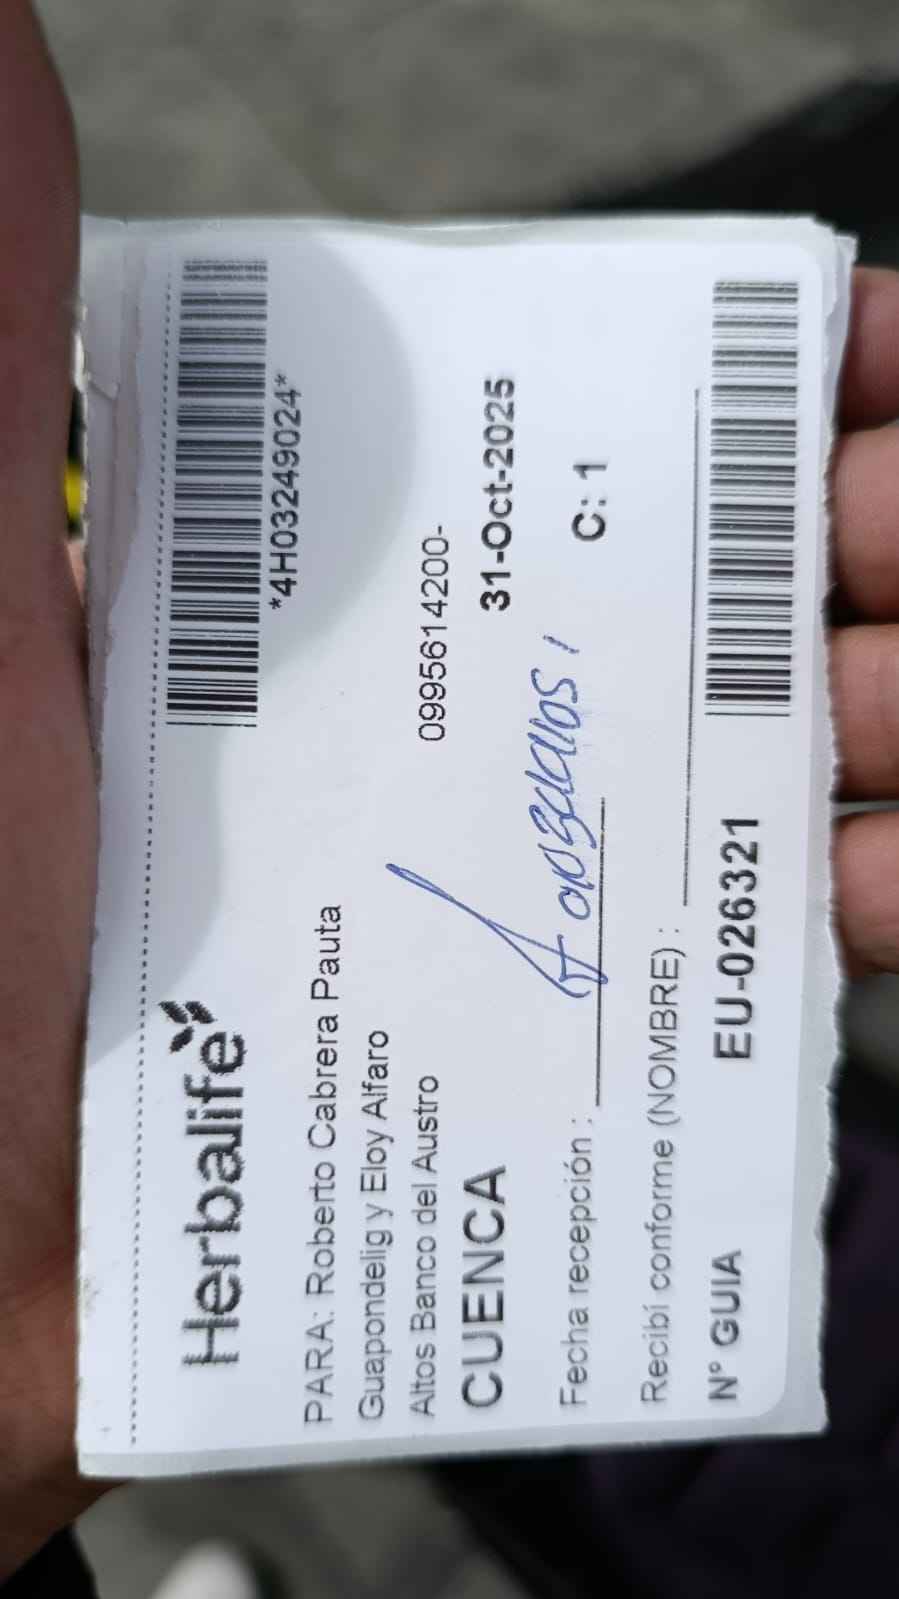 Herbalife
*4H03249024*
PARA: Roberto Cabrera Pauta
Guapondelig y Eloy Alfaro
Altos Banco del Austro 0995614200-
CUENCA 31-Oct-2025
Fecha recepción : C: 1
Recibí conforme (NOMBRE) :
Nº GUIA EU-026321